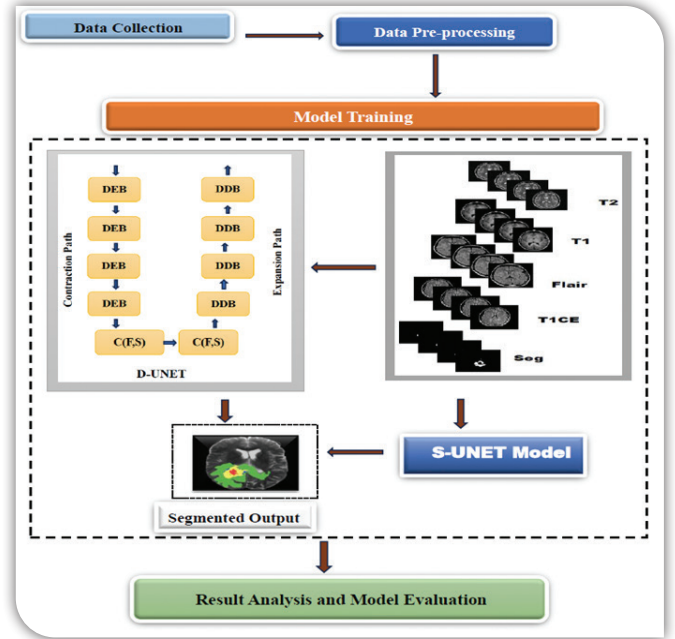 Data Collection
Data Pre-processing
Model Training
Contraction Path
DEB
DEB
DEB
DEB
C(F,S)
C(F,S)
DDB
DDB
DDB
DDB
Expansion Path
D-UNET
T2
T1
Flair
T1CE
Seg
S-UNET Model
Segmented Output
Result Analysis and Model Evaluation